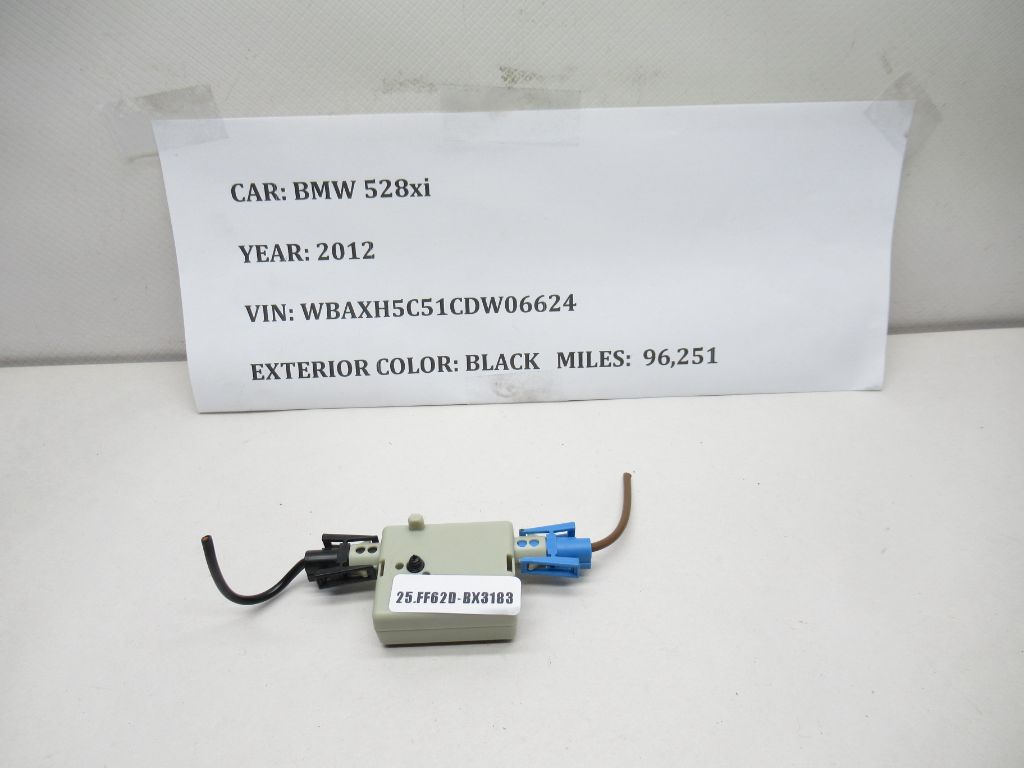 CAR: BMW 528xi
YEAR: 2012
VIN: WBAXH5C51CDW06624
EXTERIOR COLOR: BLACK MILES: 96,251
25.FF62D-BX3183